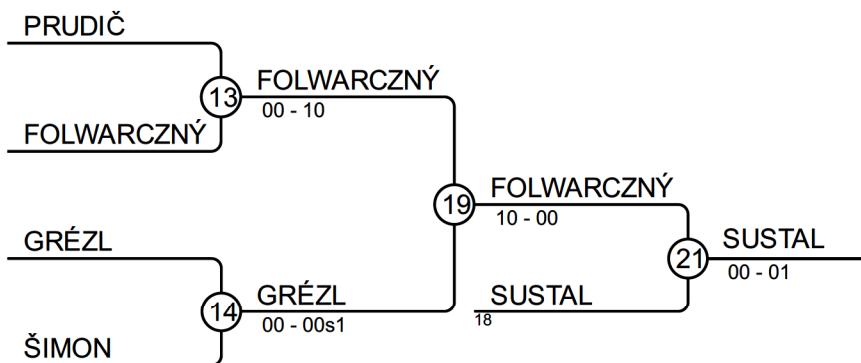 PRUDIČ
13
FOLWARCZNÝ
00 - 10
FOLWARCZNÝ
19
FOLWARCZNÝ
10 - 00
GRÉZL
21
SUSTAL
00 - 01
14
GRÉZL
00 - 00s1
SUSTAL
18
ŠIMON